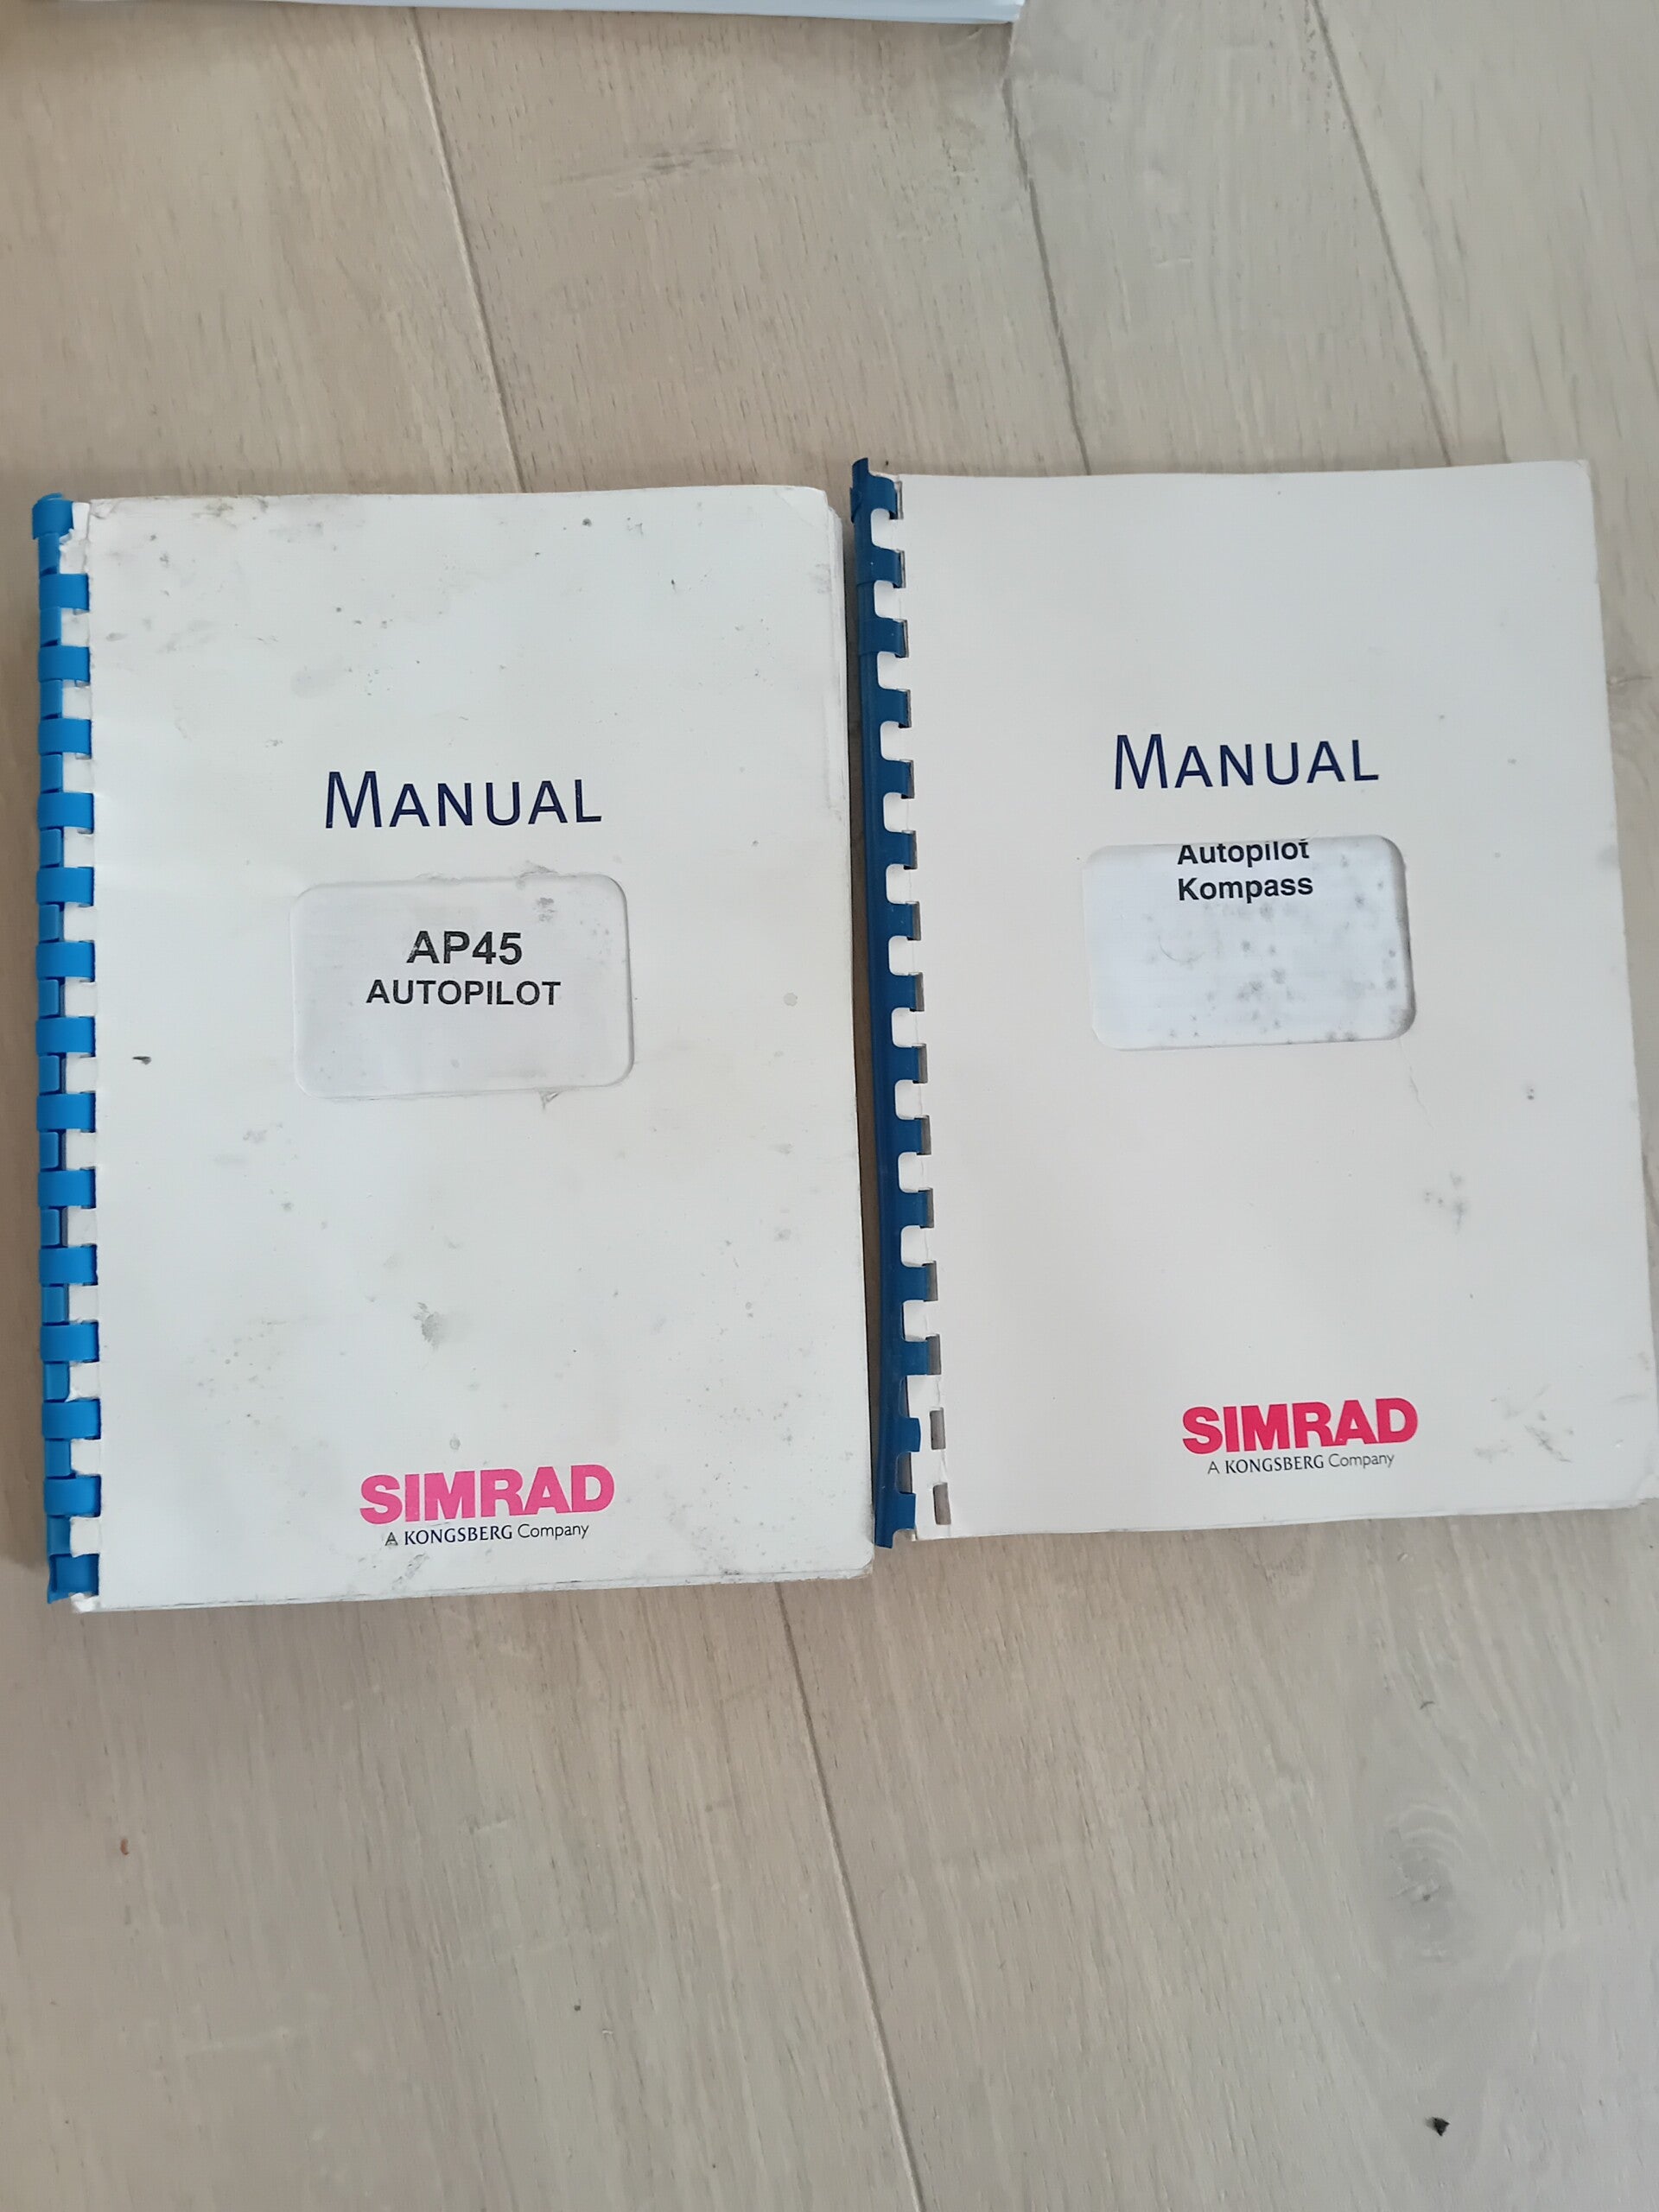 MANUAL
AP45
AUTOPILOT
SIMRAD
A KONGSBERG Company
MANUAL
Autopilot
Kompass
SIMRAD
A KONGSBERG Company